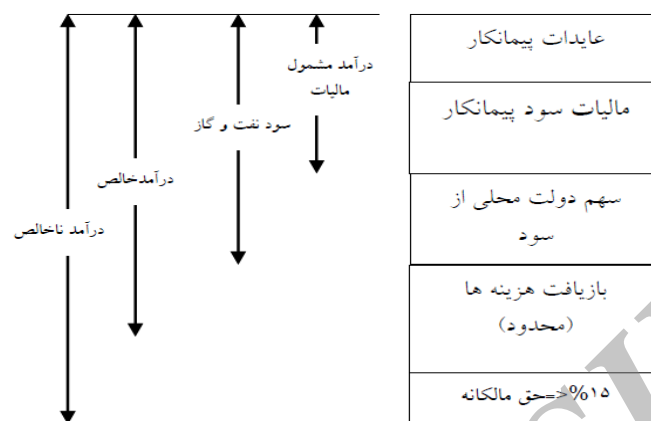 عایدات پیمانکار
مالیات سود پیمانکار
سهم دولت محلی از
سود
بازیافت هزینه ها
(محدود)
۱۵%<=حق مالکانه
درآمد مشمول
مالیات
سود نفت و گاز
درآمدخالص
درآمد ناخالص